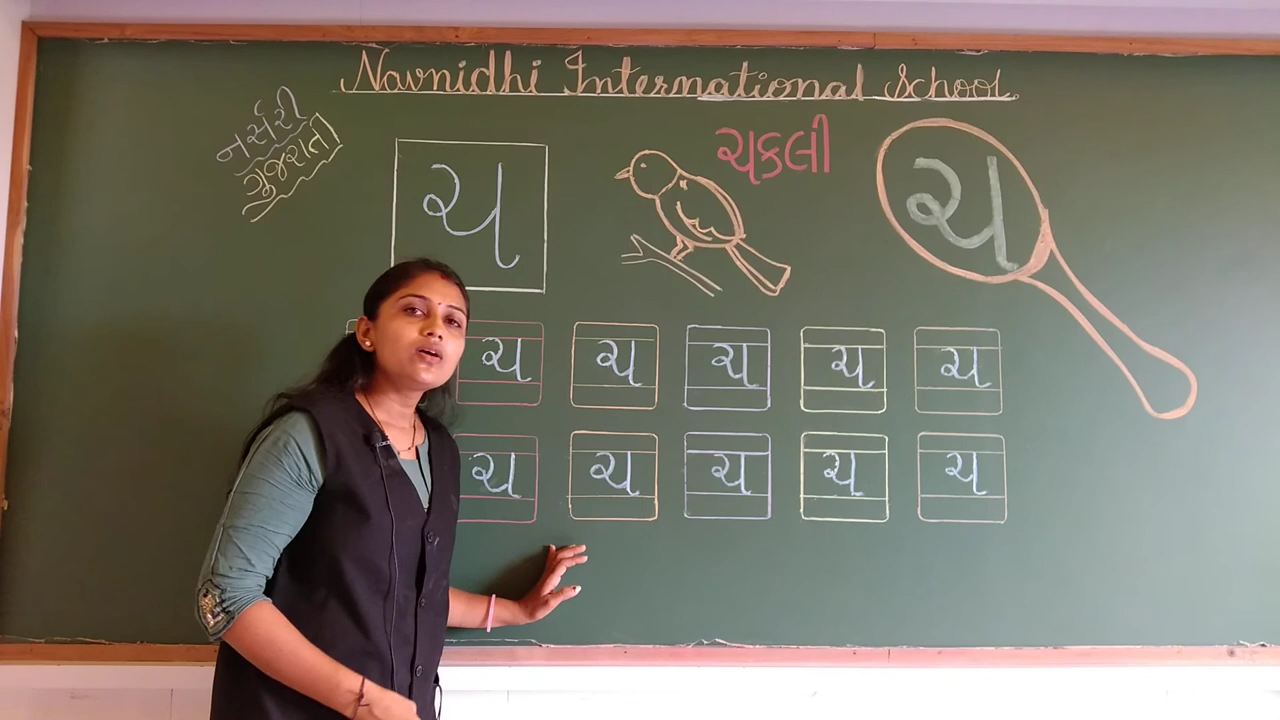 Navnidhi International School
નર્સરી
ગુજરાતી
ચ
ચકલી
ચ
ચ ચ ચ ચ ચ
ચ ચ ચ ચ ચ